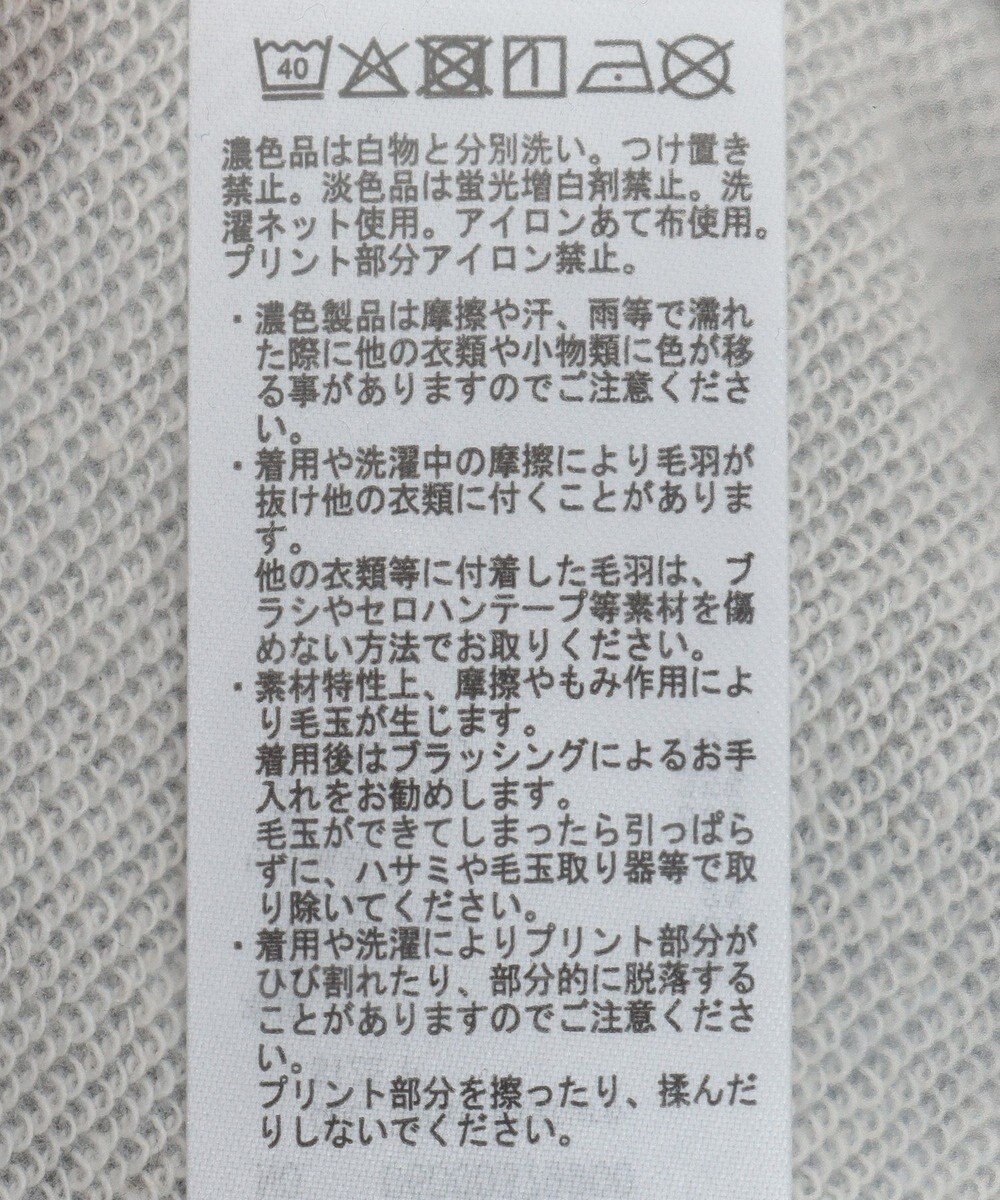 40
濃色品は白物と分別洗い。つけ置き
禁止。淡色品は蛍光増白剤禁止。洗
濯ネット使用。アイロンあて布使用。
プリント部分アイロン禁止。
・濃色製品は摩擦や汗、雨等で濡れ
た際に他の衣類や小物類に色が移
る事がありますのでご注意くださ
い。
・着用や洗濯中の摩擦により毛羽が
抜け他の衣類に付くことがありま
す。
他の衣類等に付着した毛羽は、ブ
ラシやセロハンテープ等素材を傷
めない方法でお取りください。
・素材特性上、摩擦やもみ作用によ
り毛玉が生じます。
着用後はブラッシングによるお手
入れをお勧めします。
毛玉ができてしまったら引っぱら
ずに、ハサミや毛玉取り器等で取
り除いてください。
・着用や洗濯によりプリント部分が
ひび割れたり、部分的に脱落する
ことがありますのでご注意くださ
い。
プリント部分を擦ったり、揉んだ
りしないでください。